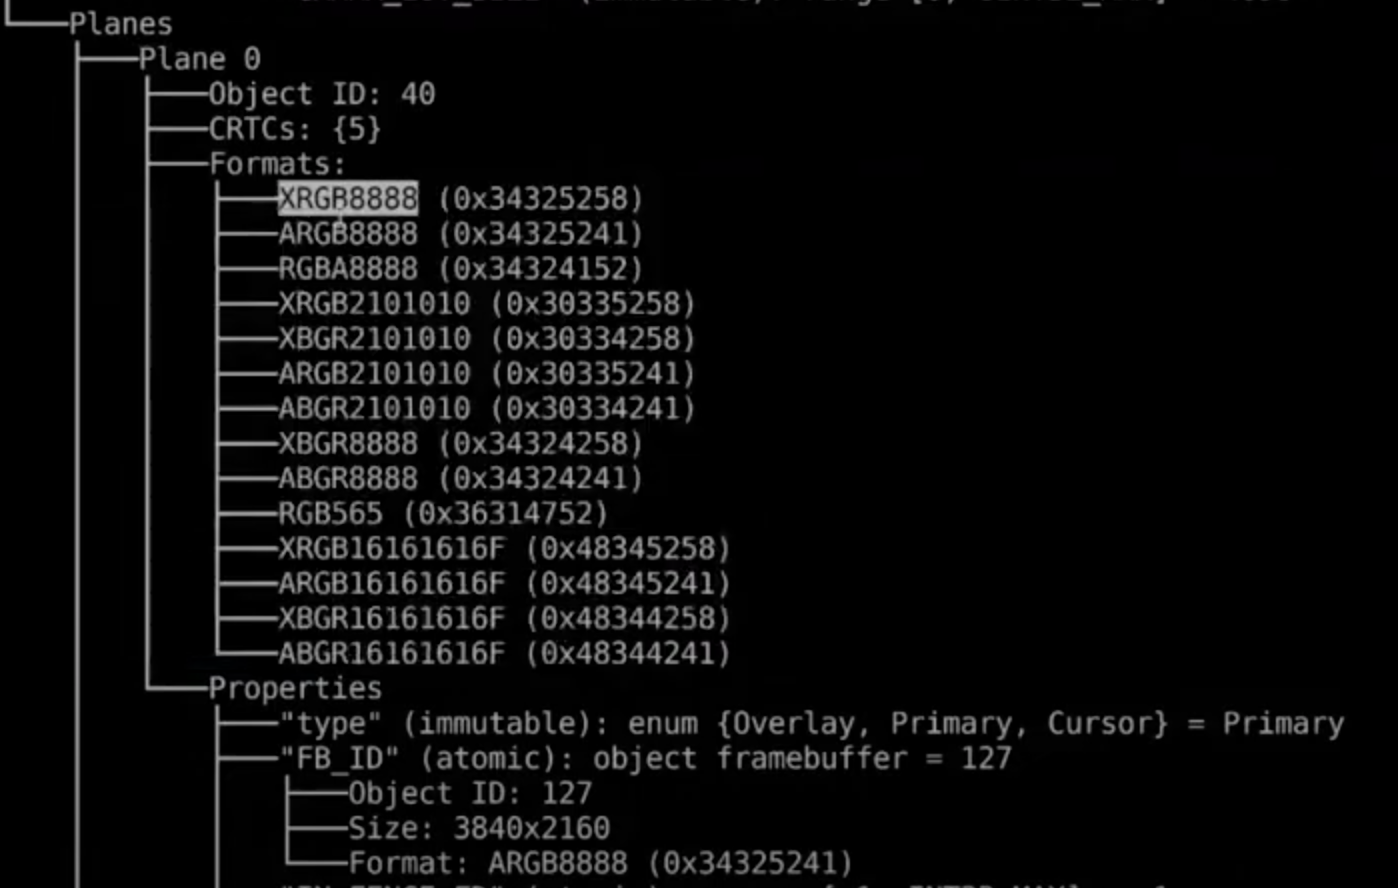 Planes
Plane 0
Object ID: 40
CRTCs: {5}
Formats:
XRGB8888 (0x34325258)
ARGB8888 (0x34325241)
RGBA8888 (0x34324152)
XRGB2101010 (0x30335258)
XBGR2101010 (0x30334258)
ARGB2101010 (0x30335241)
ABGR2101010 (0x30334241)
XBGR8888 (0x34324258)
ABGR8888 (0x34324241)
RGB565 (0x36314752)
XRGB16161616F (0x48345258)
ARGB16161616F (0x48345241)
XBGR16161616F (0x48344258)
ABGR16161616F (0x48344241)
Properties
"type" (immutable): enum {Overlay, Primary, Cursor} = Primary
"FB_ID" (atomic): object framebuffer = 127
Object ID: 127
Size: 3840x2160
Format: ARGB8888 (0x34325241)